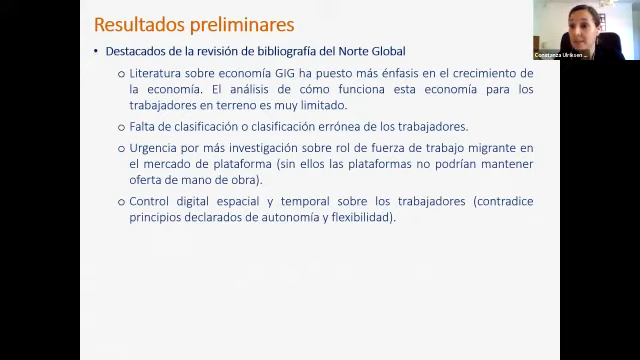 Resultados preliminares
• Destacados de la revisión de bibliografía del Norte Global
o Literatura sobre economía GIG ha puesto más énfasis en el crecimiento de
la economía. El análisis de cómo funciona esta economía para los
trabajadores en terreno es muy limitado.
o Falta de clasificación o clasificación errónea de los trabajadores.
o Urgencia por más investigación sobre rol de fuerza de trabajo migrante en
el mercado de plataforma (sin ellos las plataformas no podrían mantener
oferta de mano de obra).
o Control digital espacial y temporal sobre los trabajadores (contradice
principios declarados de autonomía y flexibilidad).
Constanza Ulriksen